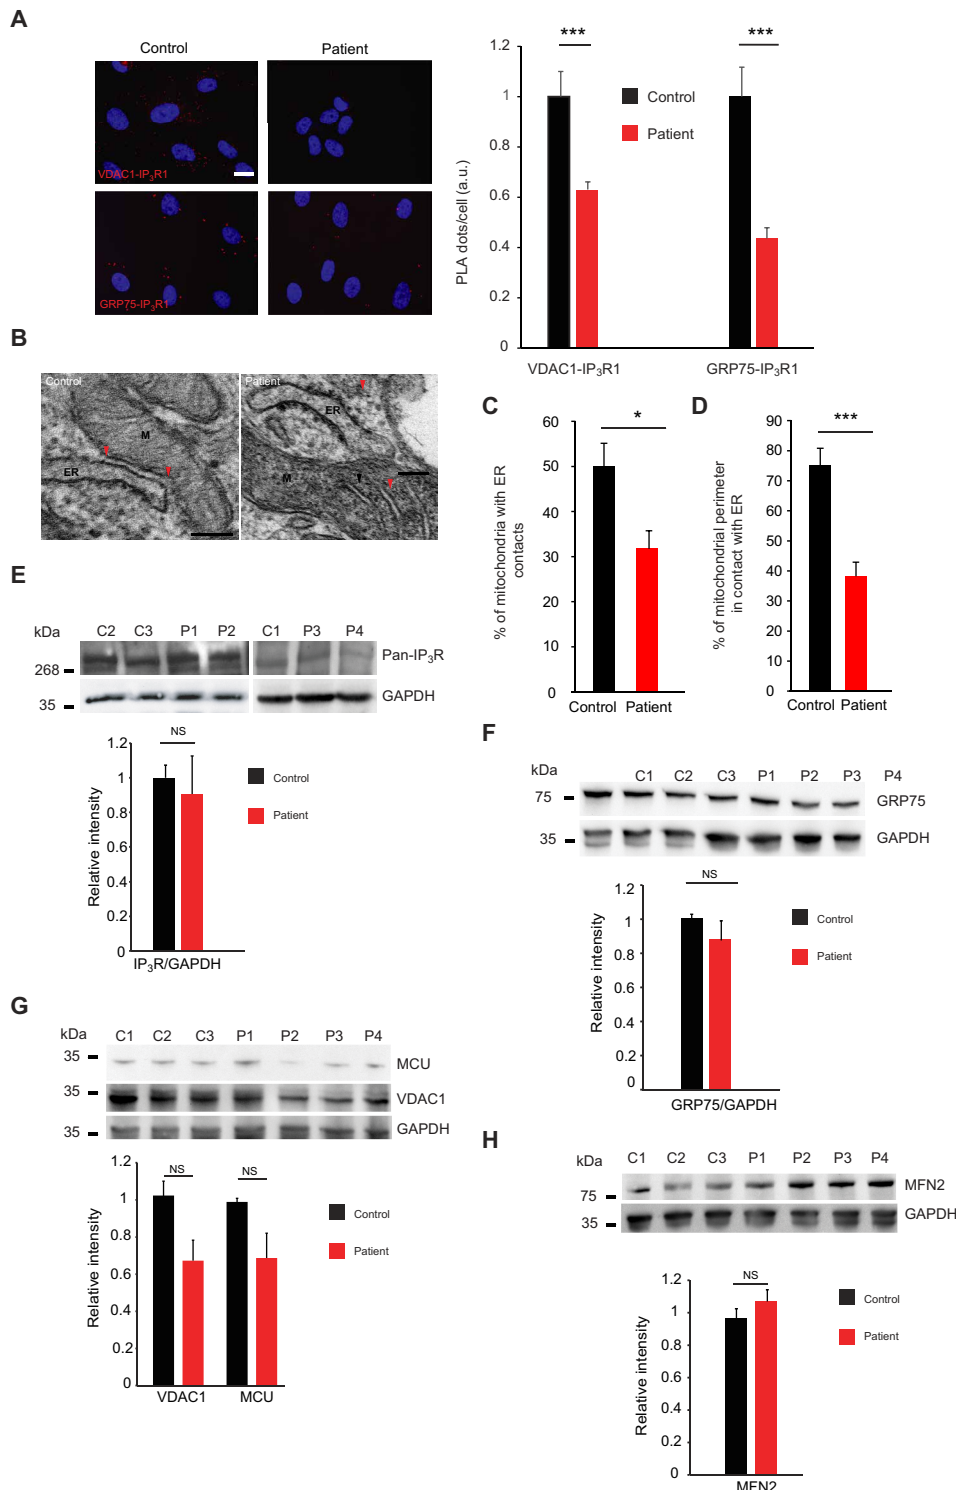 A
Control
Patient
VDAC1-IP3R1
GRP75-IP3R1
***
***
1.2
1
0.8
0.6
0.4
0.2
0
PLA dots/cell (a.u.)
Control
Patient
VDAC1-IP3R1
GRP75-IP3R1
B
Control
M
ER
Patient
ER
M
C
*
60
50
40
30
20
10
0
% of mitochondria with ER
contacts
Control
Patient
D
***
90
80
70
60
50
40
30
20
10
0
% of mitochondrial perimeter
in contact with ER
Control
Patient
E
kDa
C2 C3 P1 P2 C1 P3 P4
268
Pan-IP3R
35
GAPDH
1.2
1
0.8
0.6
0.4
0.2
0
Relative intensity
NS
Control
Patient
IP3R/GAPDH
F
kDa
C1 C2 C3 P1 P2 P3 P4
75
GRP75
35
GAPDH
1.2
1
0.8
0.6
0.4
0.2
0
Relative intensity
NS
Control
Patient
GRP75/GAPDH
G
kDa
C1 C2 C3 P1 P2 P3 P4
35
MCU
35
VDAC1
35
GAPDH
1.2
1
0.8
0.6
0.4
0.2
0
Relative intensity
NS
NS
Control
Patient
VDAC1
MCU
H
kDa
C1 C2 C3 P1 P2 P3 P4
75
MFN2
35
GAPDH
1.2
1
0.8
0.6
0.4
0.2
0
Relative intensity
NS
Control
Patient
MFN2